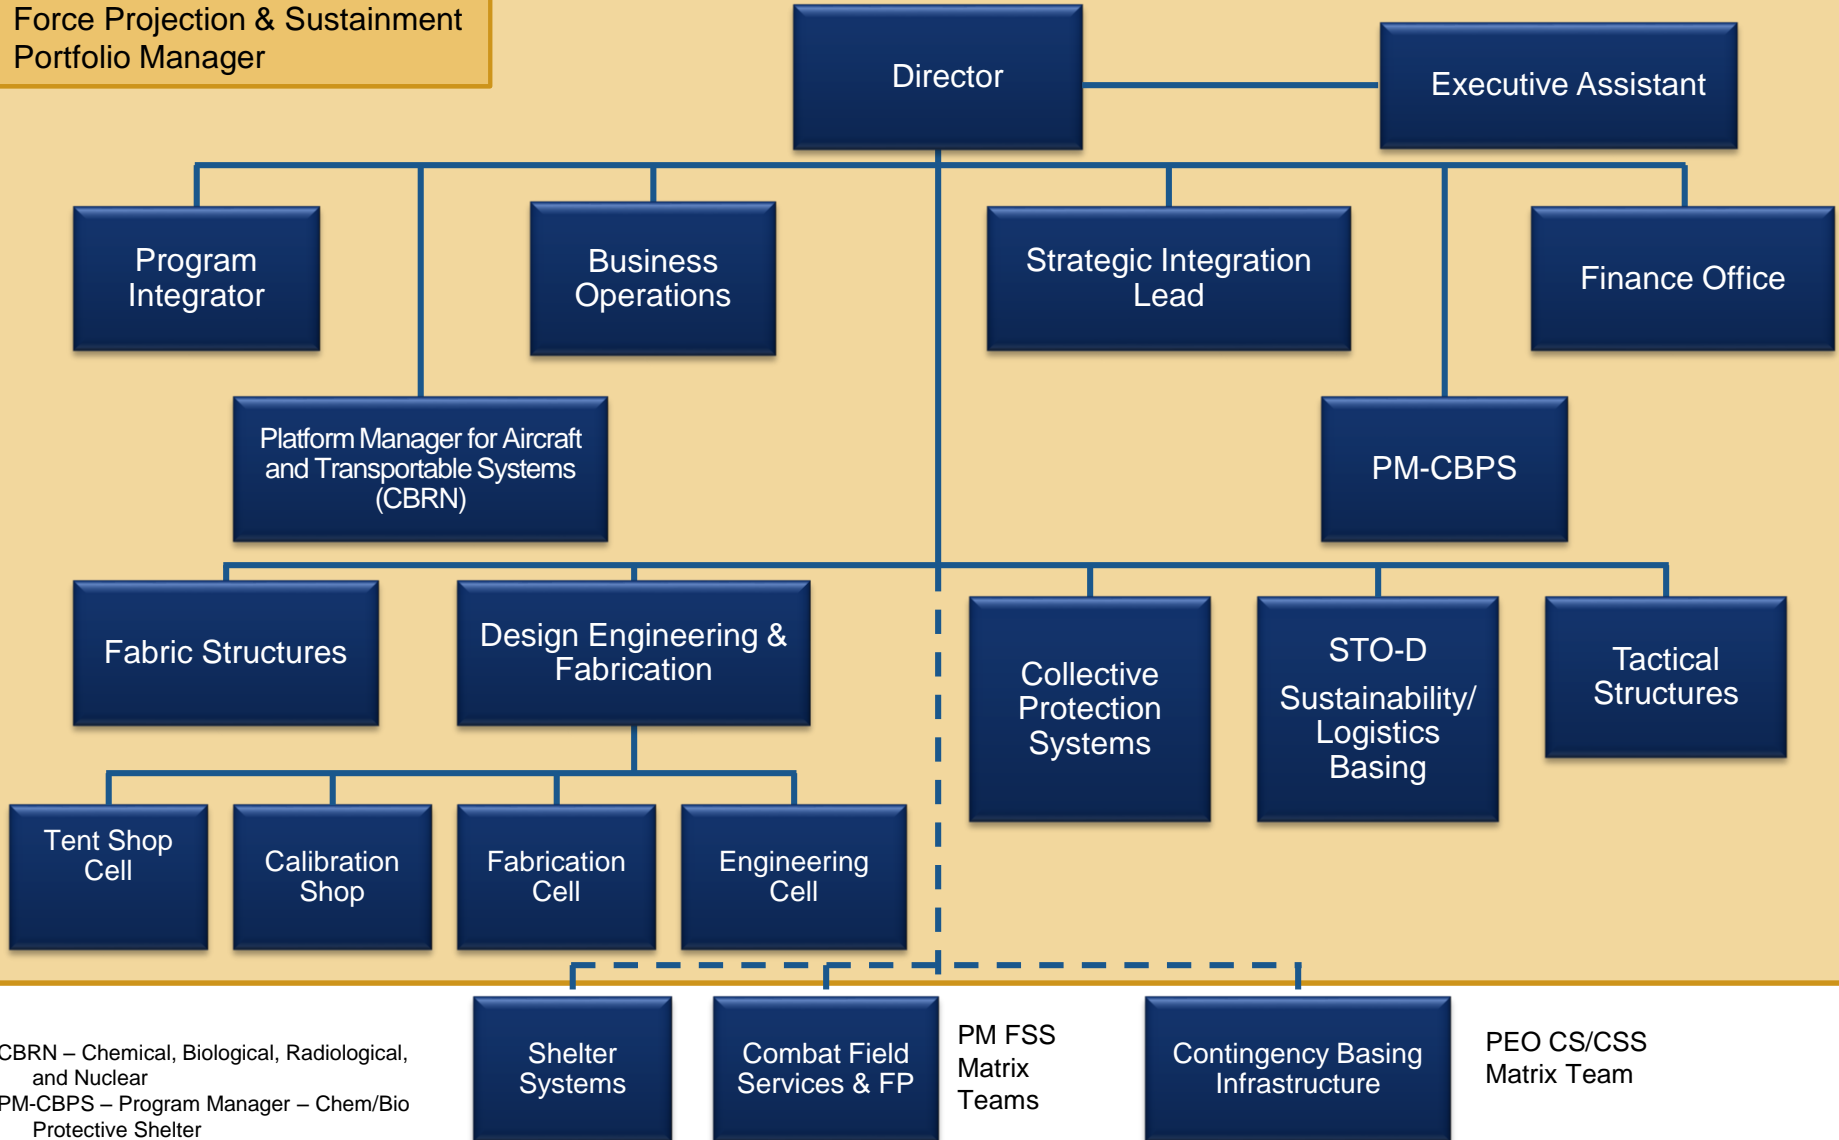 Force Projection & Sustainment
Portfolio Manager
Director
Executive Assistant
Program
Integrator
Business
Operations
Strategic Integration
Lead
Finance Office
Platform Manager for Aircraft
and Transportable Systems
(CBRN)
PM-CBPS
Fabric Structures
Design Engineering &
Fabrication
Collective
Protection
Systems
STO-D
Sustainability/
Logistics
Basing
Tactical
Structures
Tent Shop
Cell
Calibration
Shop
Fabrication
Cell
Engineering
Cell
Shelter
Systems
Combat Field
Services & FP
PM FSS
Matrix
Teams
Contingency Basing
Infrastructure
PEO CS/CSS
Matrix Team
CBRN – Chemical, Biological, Radiological,
and Nuclear
PM-CBPS – Program Manager – Chem/Bio
Protective Shelter